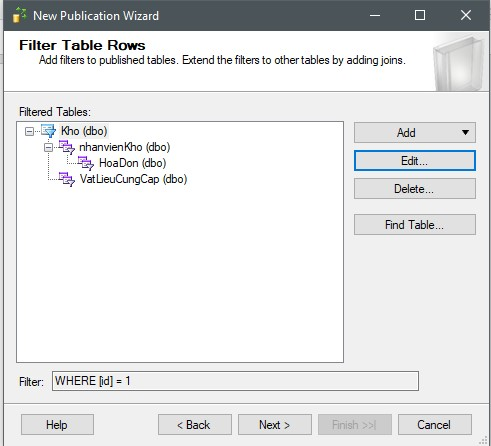 New Publication Wizard
Filter Table Rows
Add filters to published tables. Extend the filters to other tables by adding joins.
Filtered Tables:
Kho (dbo)
nhanvienKho (dbo)
HoaDon (dbo)
VatLieuCungCap (dbo)
Add
Edit...
Delete...
Find Table...
Filter: WHERE [id] = 1
Help < Back Next > Finish >>| Cancel